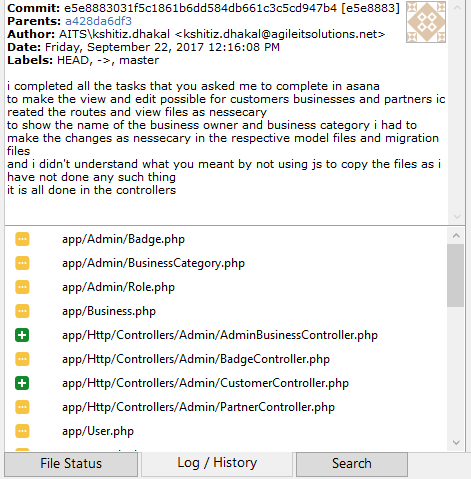 Commit: e5e8883031f5c1861b6dd584db661c3c5cd947b4 [e5e8883]
Parents: a428da6df3
Author: AITS\kshitiz.dhakal <kshitiz.dhakal@agileitsolutions.net>
Date: Friday, September 22, 2017 12:16:08 PM
Labels: HEAD, ->, master
i completed all the tasks that you asked me to complete in asana
to make the view and edit possible for customers businesses and partners ic
reated the routes and view files as nessecary
to show the name of the business owner and business category i had to
make the changes as nessecary in the respective model files and migration
files
and i didn't understand what you meant by not using js to copy the files as i
have not done any such thing
it is all done in the controllers
app/Admin/Badge.php
app/Admin/BusinessCategory.php
app/Admin/Role.php
app/Business.php
app/Http/Controllers/Admin/AdminBusinessController.php
app/Http/Controllers/Admin/BadgeController.php
app/Http/Controllers/Admin/CustomerController.php
app/Http/Controllers/Admin/PartnerController.php
app/User.php
File Status
Log / History
Search